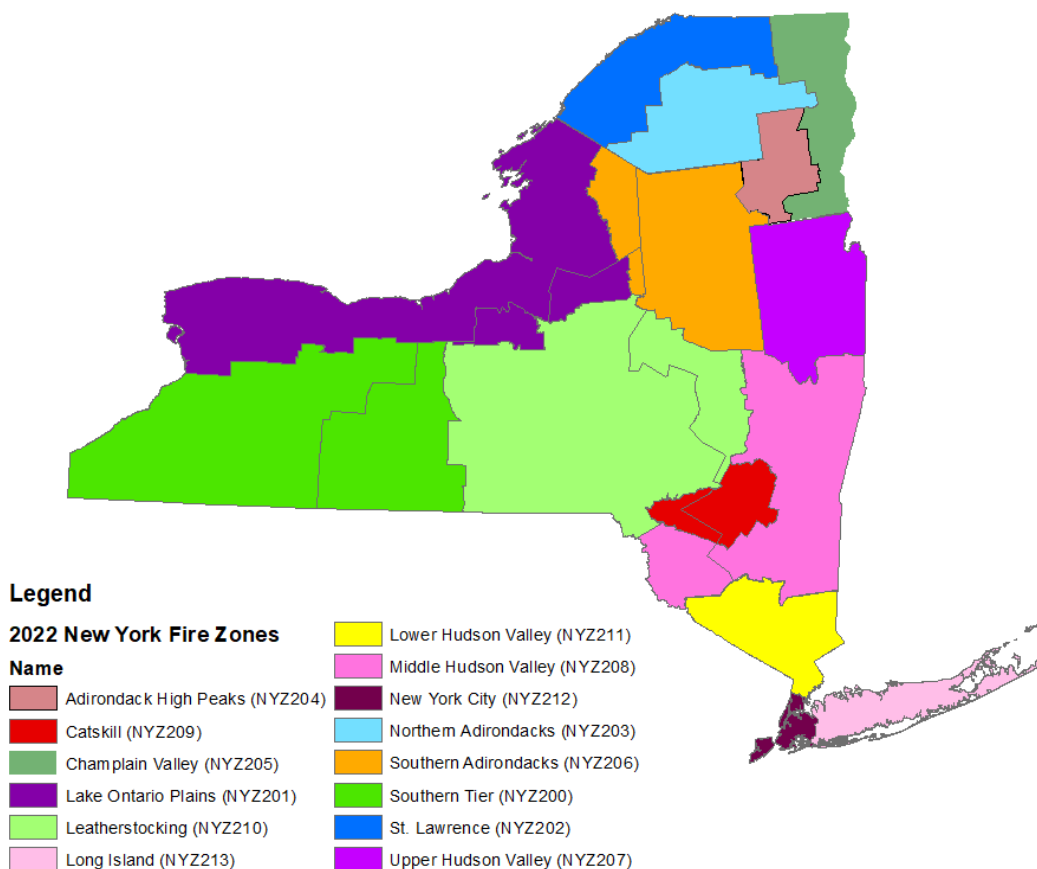 Legend
2022 New York Fire Zones
Name
Adirondack High Peaks (NYZ204)
Catskill (NYZ209)
Champlain Valley (NYZ205)
Lake Ontario Plains (NYZ201)
Leatherstocking (NYZ210)
Long Island (NYZ213)
Lower Hudson Valley (NYZ211)
Middle Hudson Valley (NYZ208)
New York City (NYZ212)
Northern Adirondacks (NYZ203)
Southern Adirondacks (NYZ206)
Southern Tier (NYZ200)
St. Lawrence (NYZ202)
Upper Hudson Valley (NYZ207)